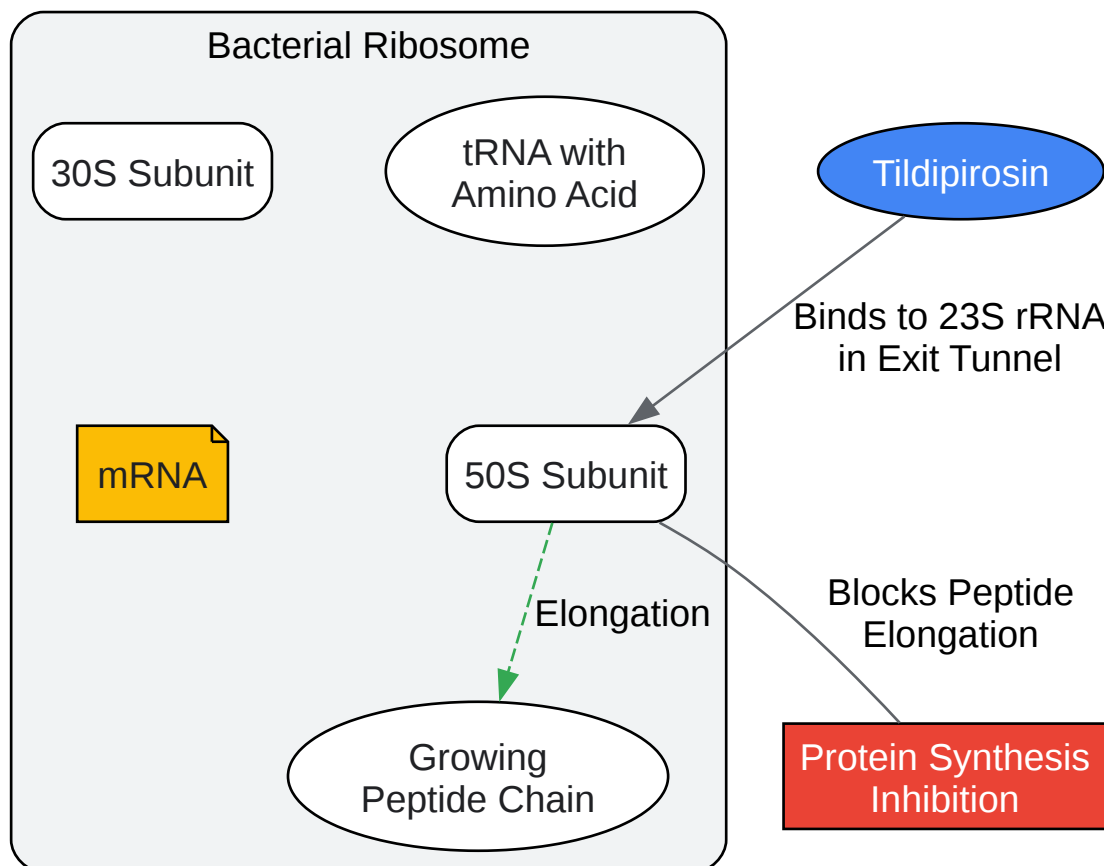 Bacterial Ribosome
30S Subunit
tRNA with
Amino Acid
Tildipirosin
Binds to 23S rRNA
in Exit Tunnel
mRNA
50S Subunit
Elongation
Blocks Peptide
Elongation
Growing
Peptide Chain
Protein Synthesis
Inhibition